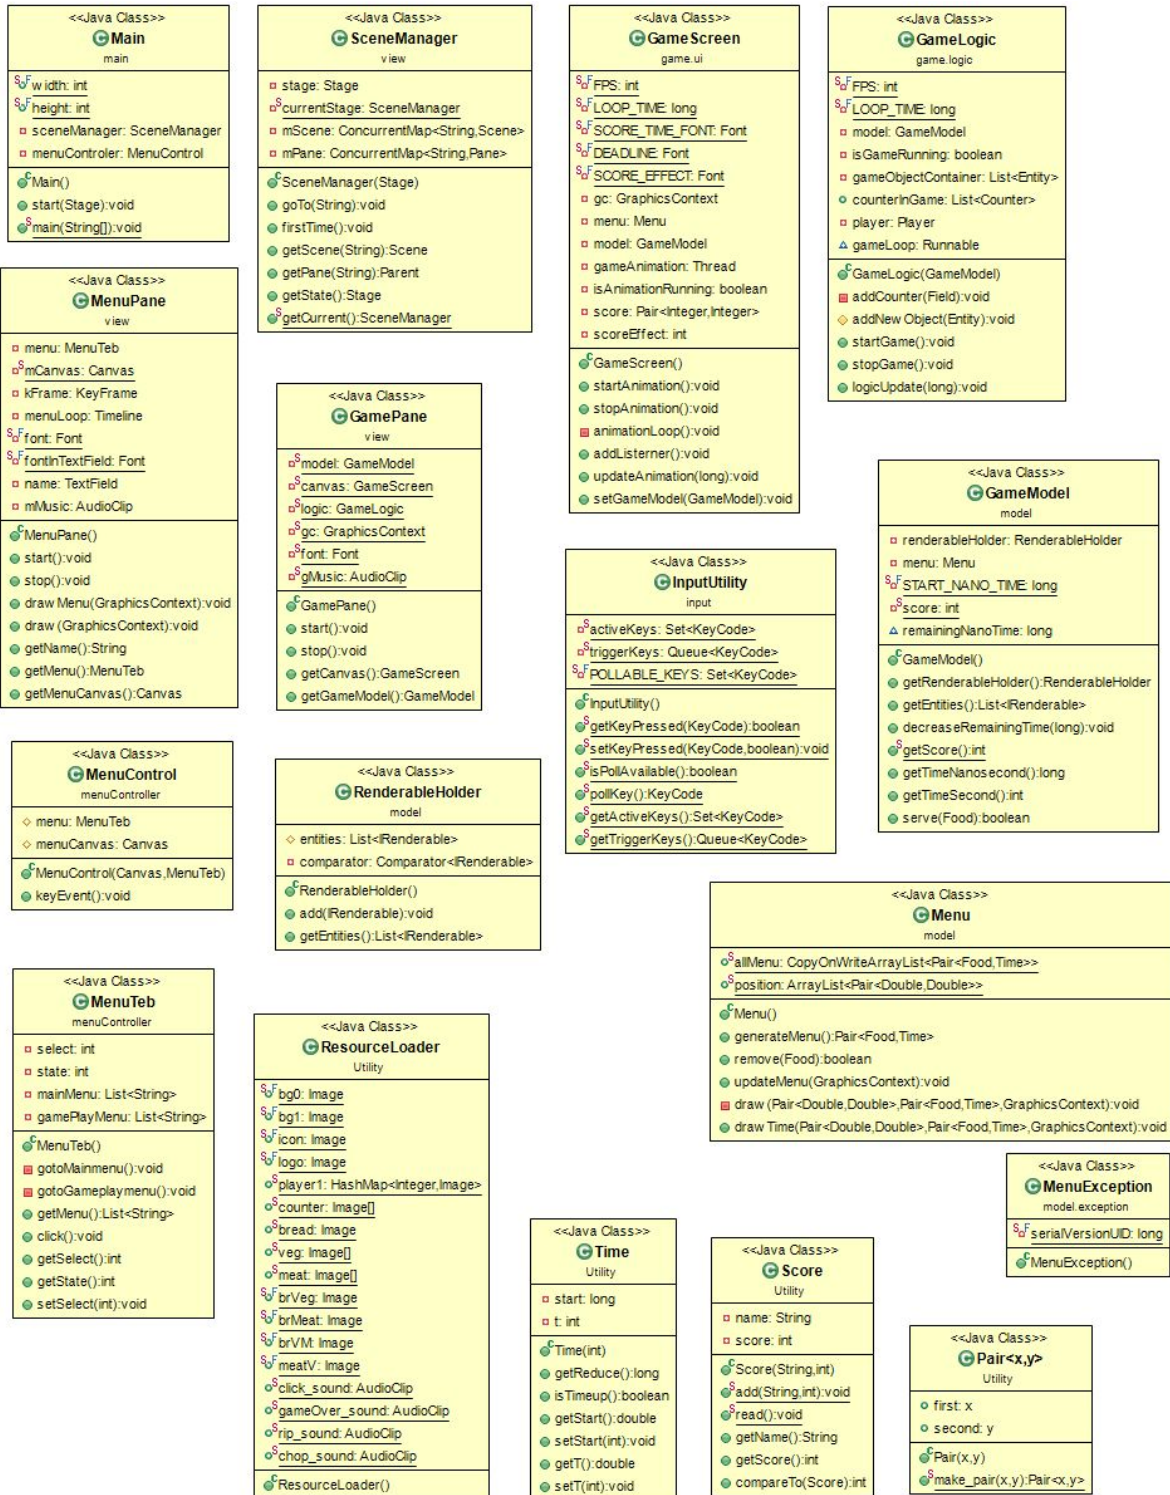 <<Java Class>>
Main
main
width: int
height: int
sceneManager: SceneManager
menuControler: MenuControl
Main()
start(Stage):void
main(String[]):void
<<Java Class>>
SceneManager
view
stage: Stage
currentStage: SceneManager
mScene: ConcurrentMap<String,Scene>
mPane: ConcurrentMap<String,Pane>
SceneManager(Stage)
goTo(String):void
firstTime():void
getScene(String):Scene
getPane(String):Parent
getState():Stage
getCurrent():SceneManager
<<Java Class>>
GameScreen
game.ui
FPS: int
LOOP_TIME: long
SCORE_TIME_FONT: Font
DEADLINE: Font
SCORE_EFFECT: Font
gc: GraphicsContext
menu: Menu
model: GameModel
gameAnimation: Thread
isAnimationRunning: boolean
score: Pair<Integer,Integer>
scoreEffect: int
GameScreen()
startAnimation():void
stopAnimation():void
animationLoop():void
addListerner():void
updateAnimation(long):void
setGameModel(GameModel):void
<<Java Class>>
GameLogic
game.logic
FPS: int
LOOP_TIME: long
model: GameModel
isGameRunning: boolean
gameObjectContainer: List<Entity>
counterInGame: List<Counter>
player: Player
gameLoop: Runnable
GameLogic(GameModel)
addCounter(Field):void
addNewObject(Entity):void
startGame():void
stopGame():void
logicUpdate(long):void
<<Java Class>>
MenuPane
view
menu: MenuTeb
mCanvas: Canvas
kFrame: KeyFrame
menuLoop: Timeline
font: Font
fontInTextField: Font
name: TextField
mMusic: AudioClip
MenuPane()
start():void
stop():void
drawMenu(GraphicsContext):void
draw(GraphicsContext):void
getName():String
getMenu():MenuTeb
getMenuCanvas():Canvas
<<Java Class>>
GamePane
view
model: GameModel
canvas: GameScreen
logic: GameLogic
gc: GraphicsContext
font: Font
gMusic: AudioClip
GamePane()
start():void
stop():void
getCanvas():GameScreen
getGameModel():GameModel
<<Java Class>>
InputUtility
input
activeKeys: Set<KeyCode>
triggerKeys: Queue<KeyCode>
POLLABLE_KEYS: Set<KeyCode>
InputUtility()
getKeyPressed(KeyCode):boolean
setKeyPressed(KeyCode,boolean):void
isPollAvailable():boolean
pollKey():KeyCode
getActiveKeys():Set<KeyCode>
getTriggerKeys():Queue<KeyCode>
<<Java Class>>
GameModel
model
renderableHolder: RenderableHolder
menu: Menu
START_NANO_TIME: long
score: int
remainingNanoTime: long
GameModel()
getRenderableHolder():RenderableHolder
getEntities():List<IRenderable>
decreaseRemainingTime(long):void
getScore():int
getTimeNanosecond():long
getTimeSecond():int
serve(Food):boolean
<<Java Class>>
MenuControl
menuController
menu: MenuTeb
menuCanvas: Canvas
MenuControl(Canvas,MenuTeb)
keyEvent():void
<<Java Class>>
RenderableHolder
model
entities: List<IRenderable>
comparator: Comparator<IRenderable>
RenderableHolder()
add(IRenderable):void
getEntities():List<IRenderable>
<<Java Class>>
Menu
model
allMenu: CopyOnWriteArrayList<Pair<Food,Time>>
position: ArrayList<Pair<Double,Double>>
Menu()
generateMenu():Pair<Food,Time>
remove(Food):boolean
updateMenu(GraphicsContext):void
draw(Pair<Double,Double>,Pair<Food,Time>,GraphicsContext):void
drawTime(Pair<Double,Double>,Pair<Food,Time>,GraphicsContext):void
<<Java Class>>
MenuTeb
menuController
select: int
state: int
mainMenu: List<String>
gamePlayMenu: List<String>
MenuTeb()
gotoMainmenu():void
gotoGameplaymenu():void
getMenu():List<String>
click():void
getSelect():int
getState():int
setSelect(int):void
<<Java Class>>
ResourceLoader
Utility
bg0: Image
bg1: Image
icon: Image
logo: Image
player1: HashMap<Integer,Image>
counter: Image[]
bread: Image
veg: Image[]
meat: Image[]
brVeg: Image
brMeat: Image
brVM: Image
meatV: Image
click_sound: AudioClip
gameOver_sound: AudioClip
rip_sound: AudioClip
chop_sound: AudioClip
ResourceLoader()
<<Java Class>>
Time
Utility
start: long
t: int
Time(int)
getReduce():long
isTimeup():boolean
getStart():double
setStart(int):void
getT():double
setT(int):void
<<Java Class>>
Score
Utility
name: String
score: int
Score(String,int)
add(String,int):void
read():void
getName():String
getScore():int
compareTo(Score):int
<<Java Class>>
MenuException
model.exception
serialVersionUID: long
MenuException()
<<Java Class>>
Pair<x,y>
Utility
first: x
second: y
Pair(x,y)
make_pair(x,y):Pair<x,y>